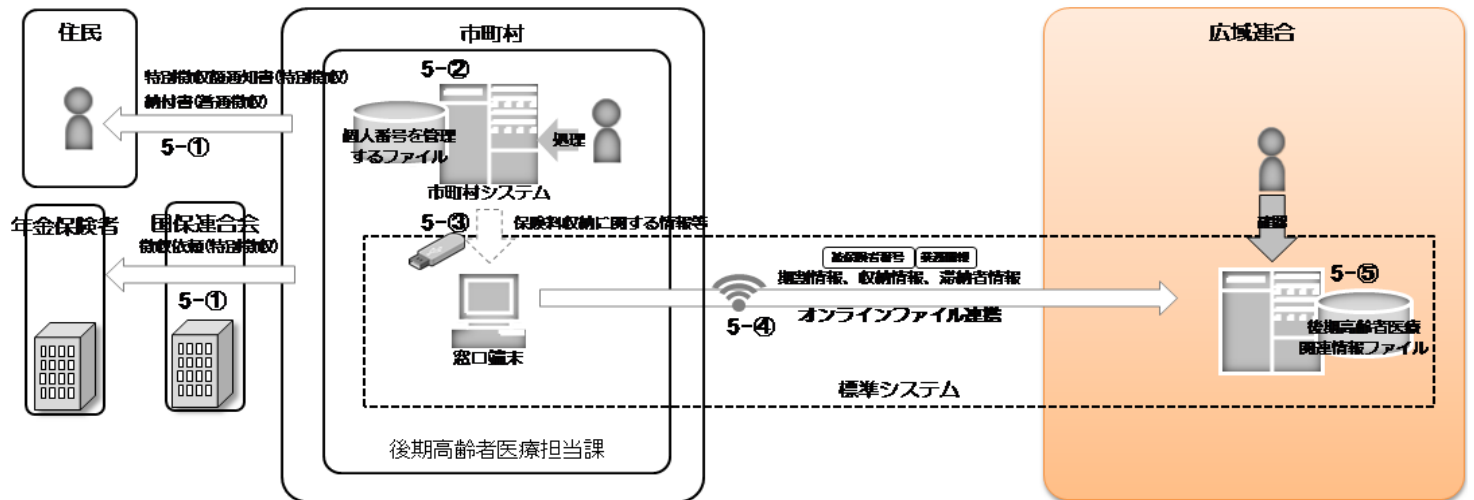 住民
市町村
広域連合
特別徴収額通知書(特別徴収)
納付書(普通徴収)
5-①
5-②
個人番号を管理
するファイル
処理
市町村システム
年金保険者
国保連合会
徴収依頼(特別徴収)
5-①
5-③
保険料収納に関する情報等
窓口端末
被保険者番号
期割情報、収納情報、滞納者情報
5-④
オンラインファイル連携
確認
5-⑤
後期高齢者医療
関連情報ファイル
標準システム
後期高齢者医療担当課